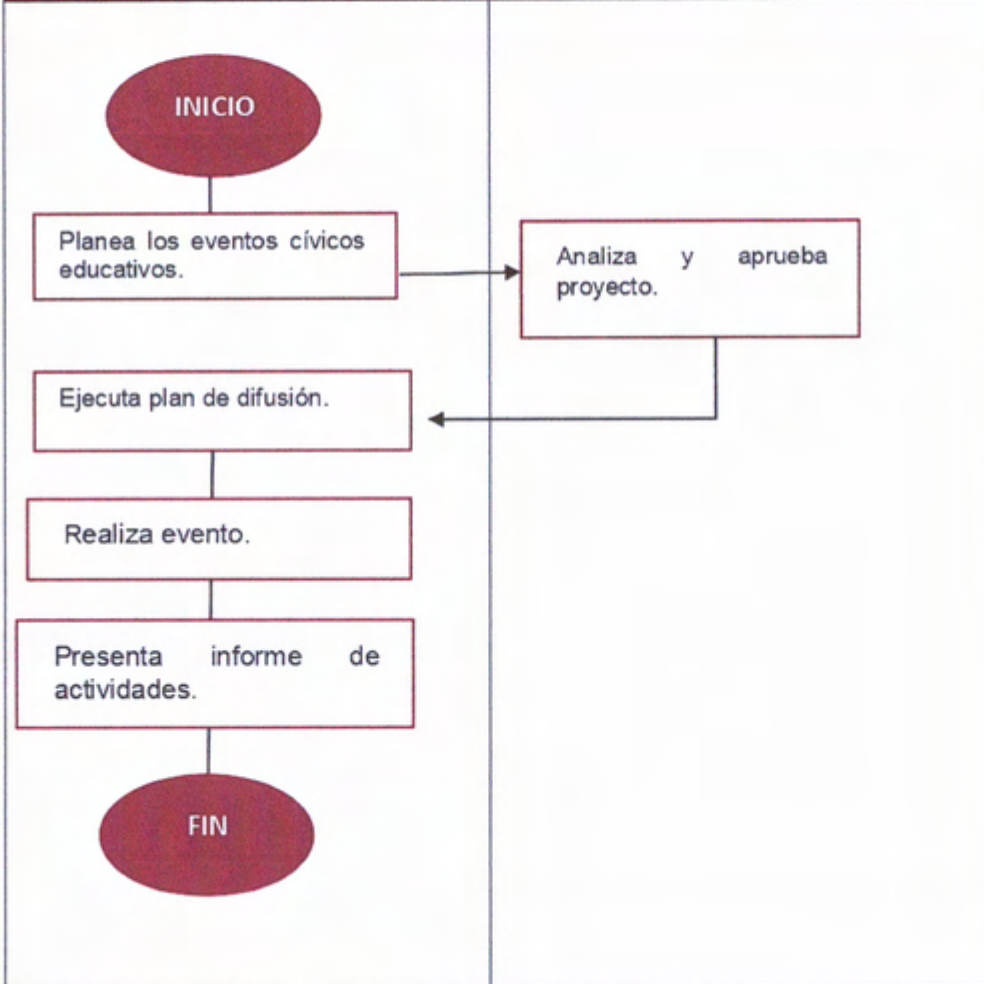 INICIO
Planea los eventos cívicos
educativos.
Analiza y aprueba
proyecto.
Ejecuta plan de difusión.
Realiza evento.
Presenta informe de
actividades.
FIN